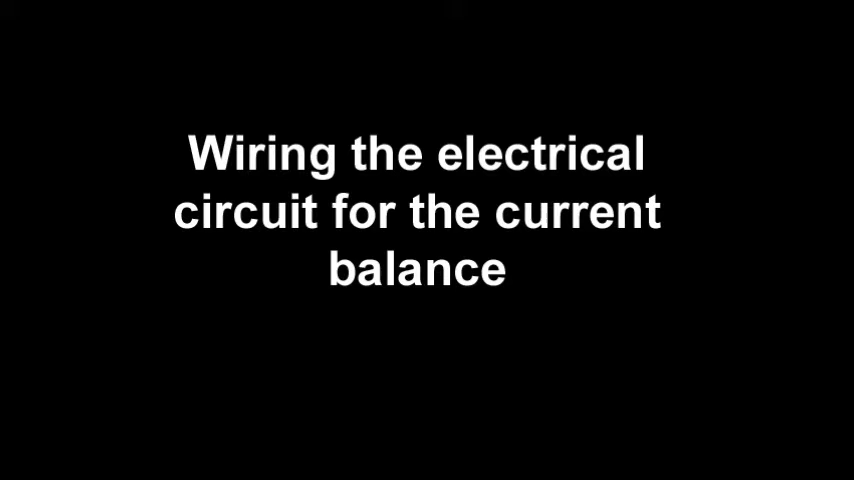 Wiring the electrical
circuit for the current
balance